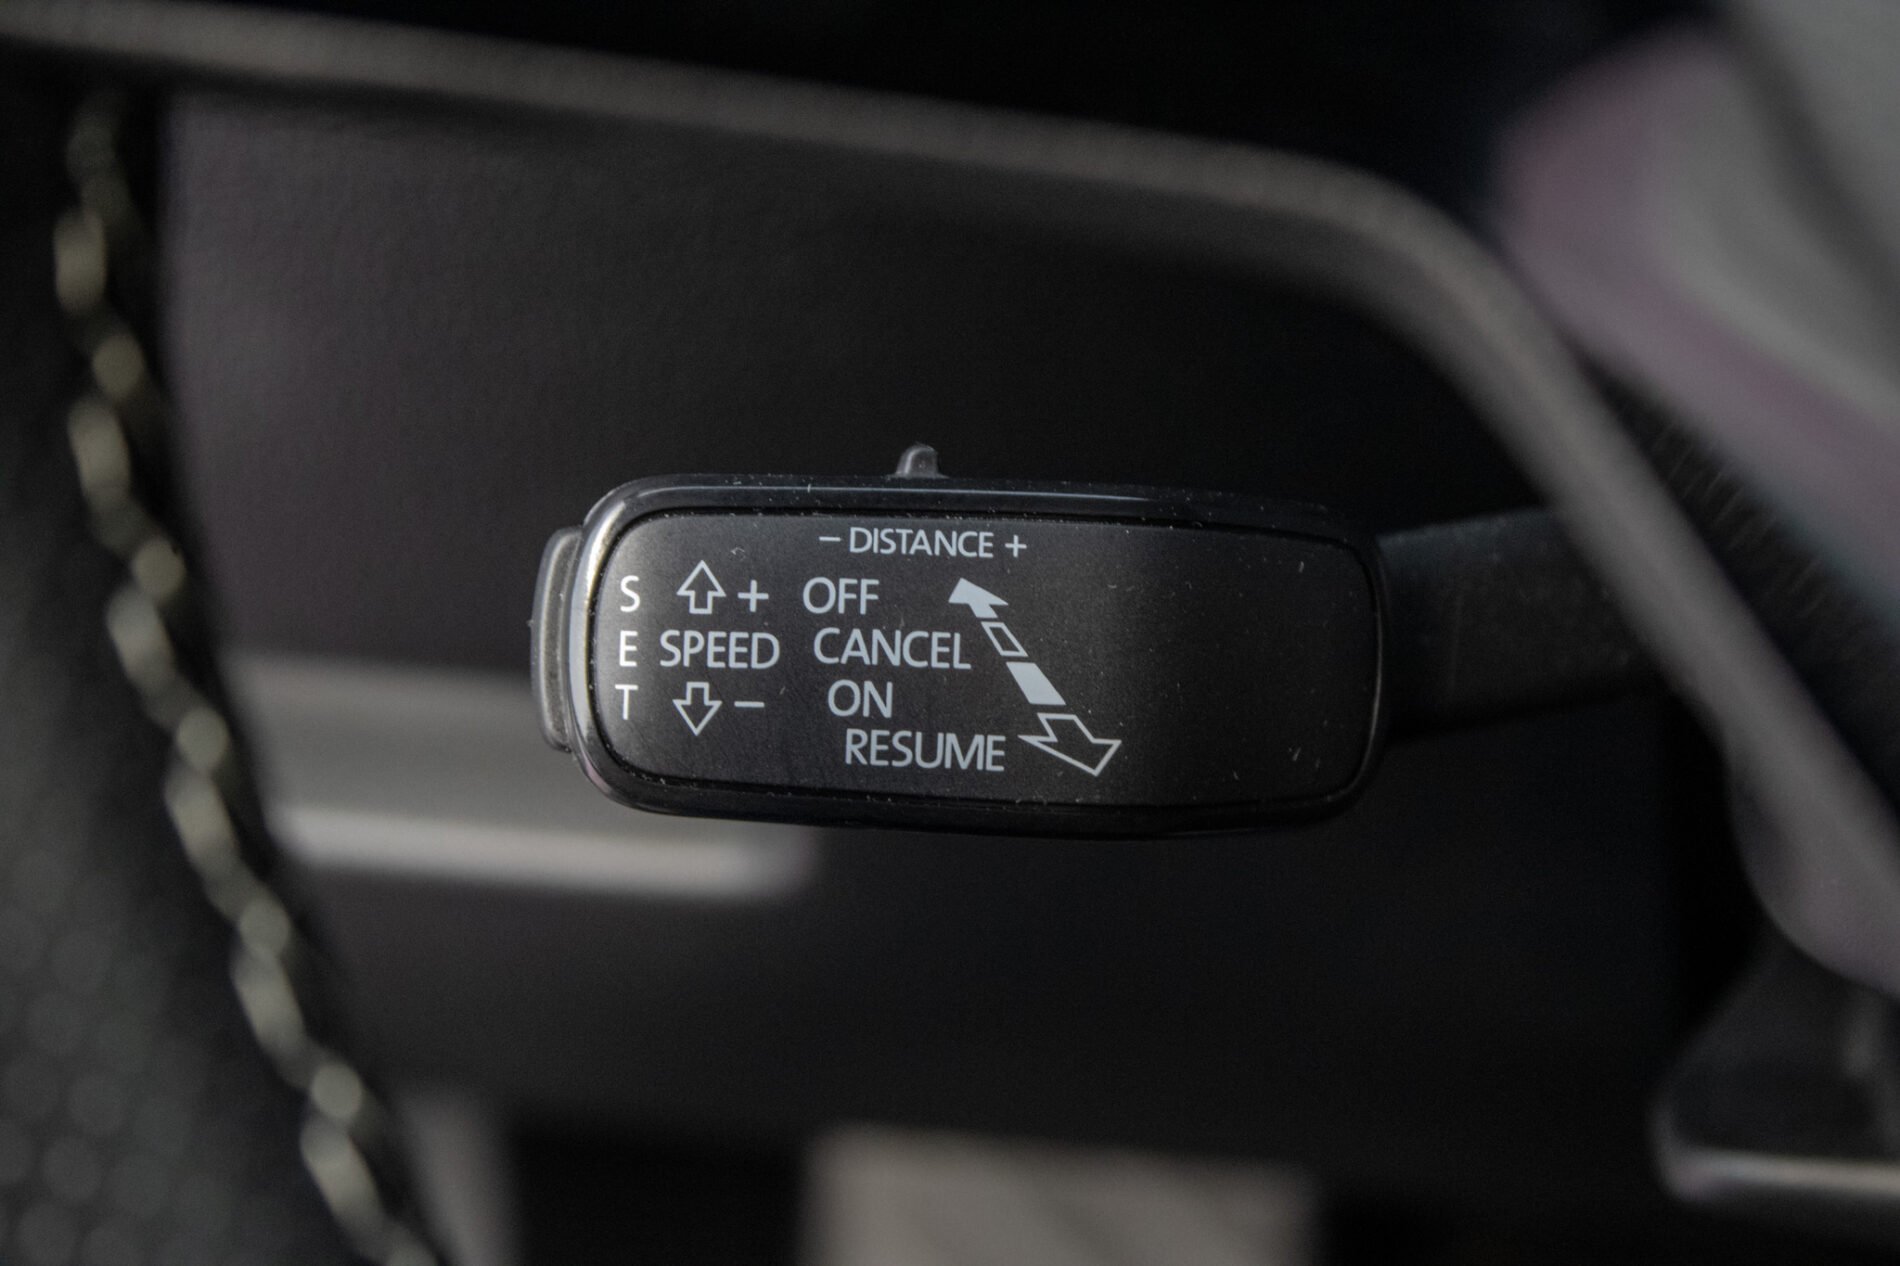 – DISTANCE +
S + OFF
E SPEED CANCEL
T – ON
RESUME